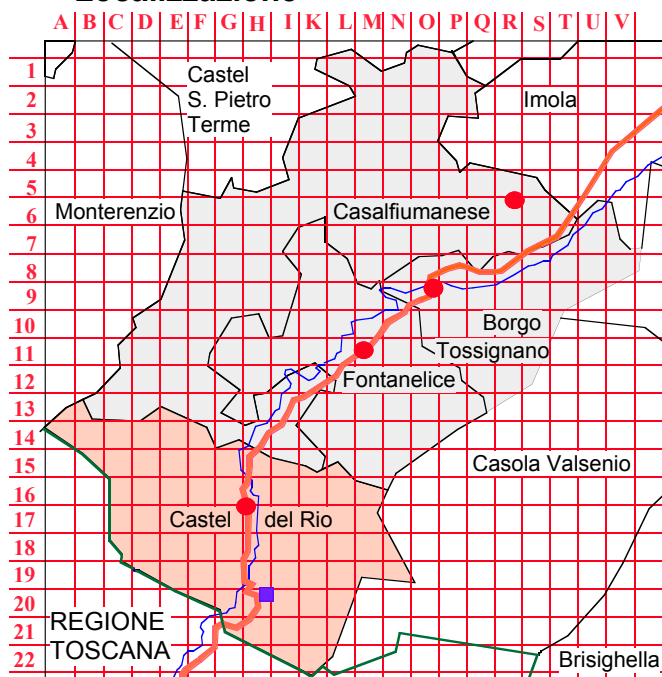 Localizzazione
A B C D E F G H I K L M N O P Q R S T U V
1
2
3
4
5
6
7
8
9
10
11
12
13
14
15
16
17
18
19
20
21
22
Castel
S. Pietro
Terme
Imola
Monterenzio
Casalfiumanese
Borgo
Tossignano
Fontanelice
Casola Valsenio
Castel del Rio
REGIONE
TOSCANA
Brisighella